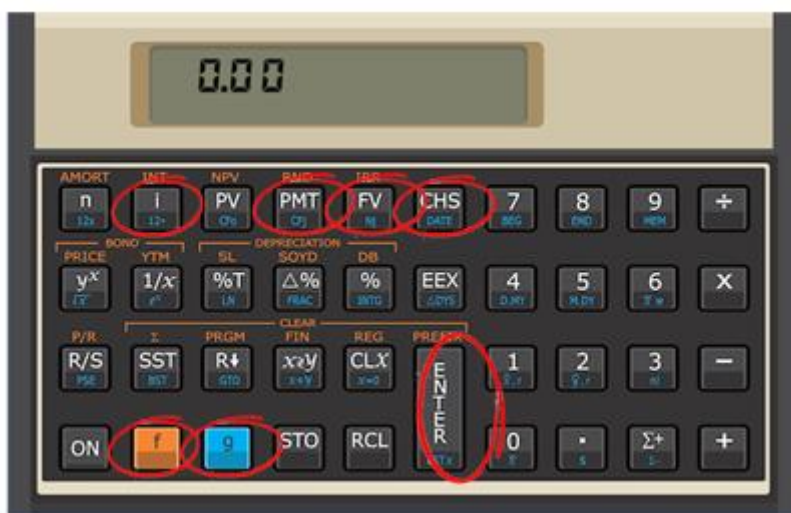 0.00
AMORT INT NPV RND IRR
n i PV PMT FV CHS 7 8 9 ÷
12x 12÷ CFo CFj Nj DATE BEG END MEM
BOND DEPRECIATION
PRICE YTM SL SOYD DB
yˣ 1/x %T △% % EEX 4 5 6 X
LN FRAC INTG △DYS D.MY M.DY
CLEAR
P/R Σ PRGM FIN REG PREFIX
R/S SST R↓ x≷y CLX ENTER 1 2 3 −
PSE BST GTO x≤y x=0 n!
ON f g STO RCL 0 . Σ+ +
LSTx Σ-